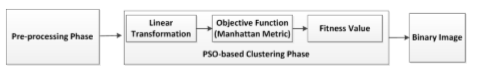 Pre-processing Phase
Linear
Transformation
Objective Function
(Manhattan Metric)
Fitness Value
PSO-based Clustering Phase
Binary Image